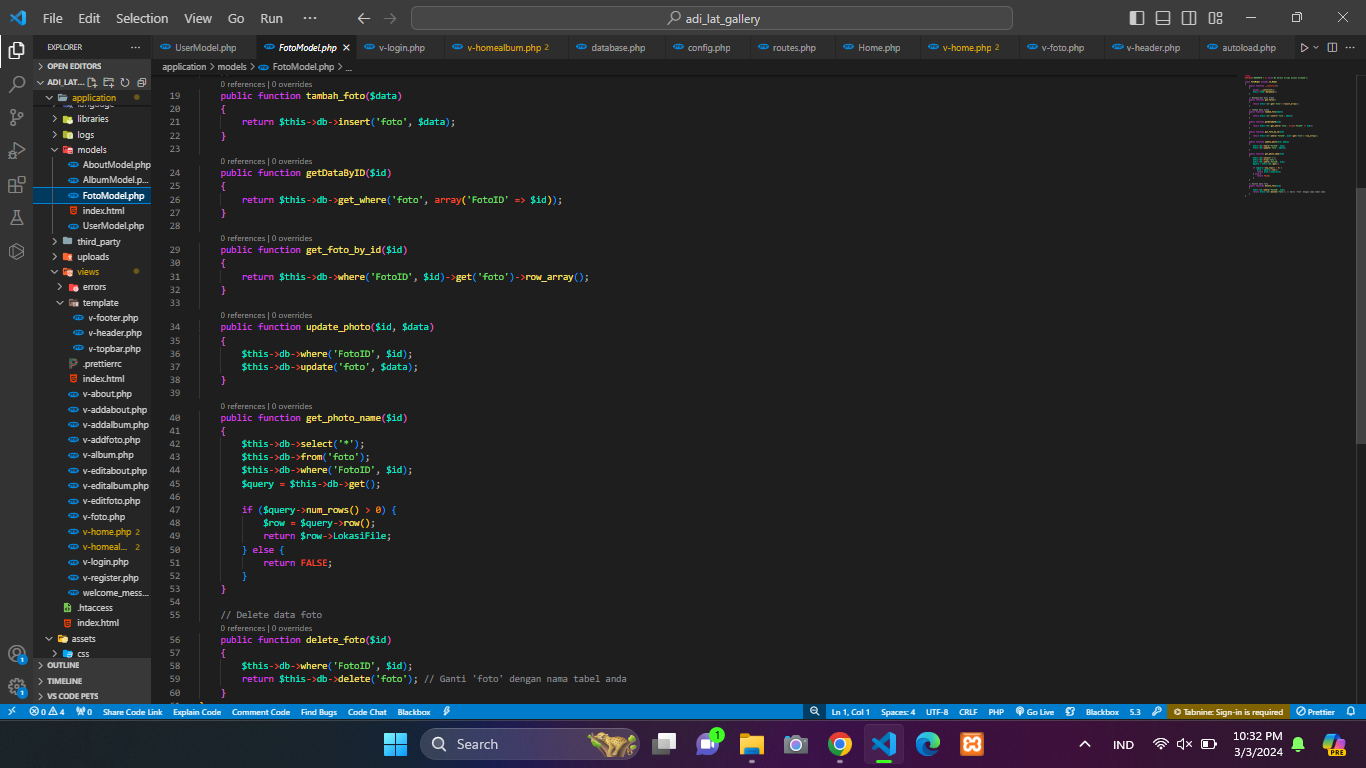 File Edit Selection View Go Run ··· adi_lat_gallery
EXPLORER ··· UserModel.php FotoModel.php v-login.php v-homealbum.php 2 database.php config.php routes.php Home.php v-home.php 2 v-foto.php v-header.php autoload.php ···
OPEN EDITORS
ADI_LAT...
application > models > FotoModel.php > ...
application
language
libraries
logs
models
AboutModel.php
AlbumModel.p...
FotoModel.php
index.html
UserModel.php
third_party
uploads
views
errors
template
v-footer.php
v-header.php
v-topbar.php
.prettierrc
index.html
v-about.php
v-addabout.php
v-addalbum.php
v-addfoto.php
v-album.php
v-editabout.php
v-editalbum.php
v-editfoto.php
v-foto.php
v-home.php 2
v-homeal... 2
v-login.php
v-register.php
welcome_mess...
.htaccess
index.html
assets
css
OUTLINE
TIMELINE
VS CODE PETS
0 references | 0 overrides
19 public function tambah_foto($data)
20 {
21 return $this->db->insert('foto', $data);
22 }
23
0 references | 0 overrides
24 public function getDataByID($id)
25 {
26 return $this->db->get_where('foto', array('FotoID' => $id));
27 }
28
0 references | 0 overrides
29 public function get_foto_by_id($id)
30 {
31 return $this->db->where('FotoID', $id)->get('foto')->row_array();
32 }
33
0 references | 0 overrides
34 public function update_photo($id, $data)
35 {
36 $this->db->where('FotoID', $id);
37 $this->db->update('foto', $data);
38 }
39
0 references | 0 overrides
40 public function get_photo_name($id)
41 {
42 $this->db->select('*');
43 $this->db->from('foto');
44 $this->db->where('FotoID', $id);
45 $query = $this->db->get();
46
47 if ($query->num_rows() > 0) {
48 $row = $query->row();
49 return $row->LokasiFile;
50 } else {
51 return FALSE;
52 }
53 }
54
55 // Delete data foto
0 references | 0 overrides
56 public function delete_foto($id)
57 {
58 $this->db->where('FotoID', $id);
59 return $this->db->delete('foto'); // Ganti 'foto' dengan nama tabel anda
60 }
1
1
0 4 0 Share Code Link Explain Code Comment Code Find Bugs Code Chat Blackbox Ln 1, Col 1 Spaces: 4 UTF-8 CRLF PHP Go Live Blackbox 5.3 Tabnine: Sign-in is required Prettier
Search 1 IND 10:32 PM
3/3/2024
PRE